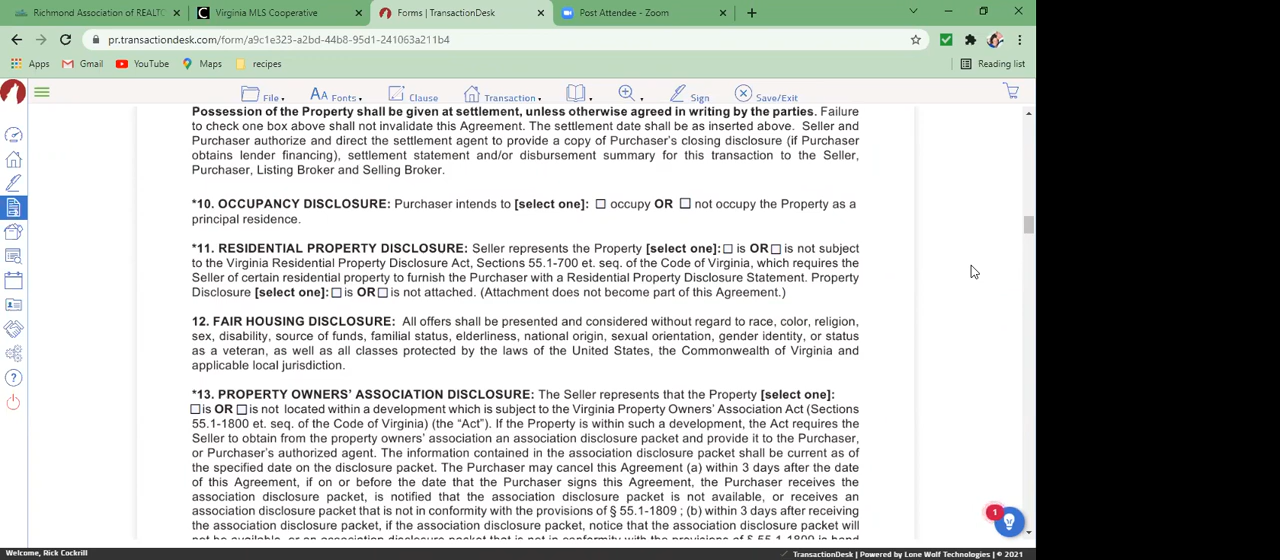 Richmond Association of REALTO
Virginia MLS Cooperative
Forms | TransactionDesk
Post Attendee - Zoom
pr.transactiondesk.com/form/a9c1e323-a2bd-44b8-95d1-241063a211b4
Apps Gmail YouTube Maps recipes Reading list
File Fonts Clause Transaction Sign Save/Exit
Possession of the Property shall be given at settlement, unless otherwise agreed in writing by the parties. Failure
to check one box above shall not invalidate this Agreement. The settlement date shall be as inserted above. Seller and
Purchaser authorize and direct the settlement agent to provide a copy of Purchaser's closing disclosure (if Purchaser
obtains lender financing), settlement statement and/or disbursement summary for this transaction to the Seller,
Purchaser, Listing Broker and Selling Broker.
*10. OCCUPANCY DISCLOSURE: Purchaser intends to [select one]: ☐ occupy OR ☐ not occupy the Property as a
principal residence.
*11. RESIDENTIAL PROPERTY DISCLOSURE: Seller represents the Property [select one]: ☐ is OR ☐ is not subject
to the Virginia Residential Property Disclosure Act, Sections 55.1-700 et. seq. of the Code of Virginia, which requires the
Seller of certain residential property to furnish the Purchaser with a Residential Property Disclosure Statement. Property
Disclosure [select one]: ☐ is OR ☐ is not attached. (Attachment does not become part of this Agreement.)
12. FAIR HOUSING DISCLOSURE: All offers shall be presented and considered without regard to race, color, religion,
sex, disability, source of funds, familial status, elderliness, national origin, sexual orientation, gender identity, or status
as a veteran, as well as all classes protected by the laws of the United States, the Commonwealth of Virginia and
applicable local jurisdiction.
*13. PROPERTY OWNERS' ASSOCIATION DISCLOSURE: The Seller represents that the Property [select one]:
☐ is OR ☐ is not located within a development which is subject to the Virginia Property Owners' Association Act (Sections
55.1-1800 et. seq. of the Code of Virginia) (the "Act"). If the Property is within such a development, the Act requires the
Seller to obtain from the property owners' association an association disclosure packet and provide it to the Purchaser,
or Purchaser's authorized agent. The information contained in the association disclosure packet shall be current as of
the specified date on the disclosure packet. The Purchaser may cancel this Agreement (a) within 3 days after the date
of this Agreement, if on or before the date that the Purchaser signs this Agreement, the Purchaser receives the
association disclosure packet, is notified that the association disclosure packet is not available, or receives an
association disclosure packet that is not in conformity with the provisions of § 55.1-1809 ; (b) within 3 days after receiving
the association disclosure packet, if the association disclosure packet, notice that the association disclosure packet will
not be available, or an association disclosure packet that is not in conformity with the provisions of § 55.1-1809 is hand
1
Welcome, Rick Cockrill
TransactionDesk | Powered by Lone Wolf Technologies | © 2021